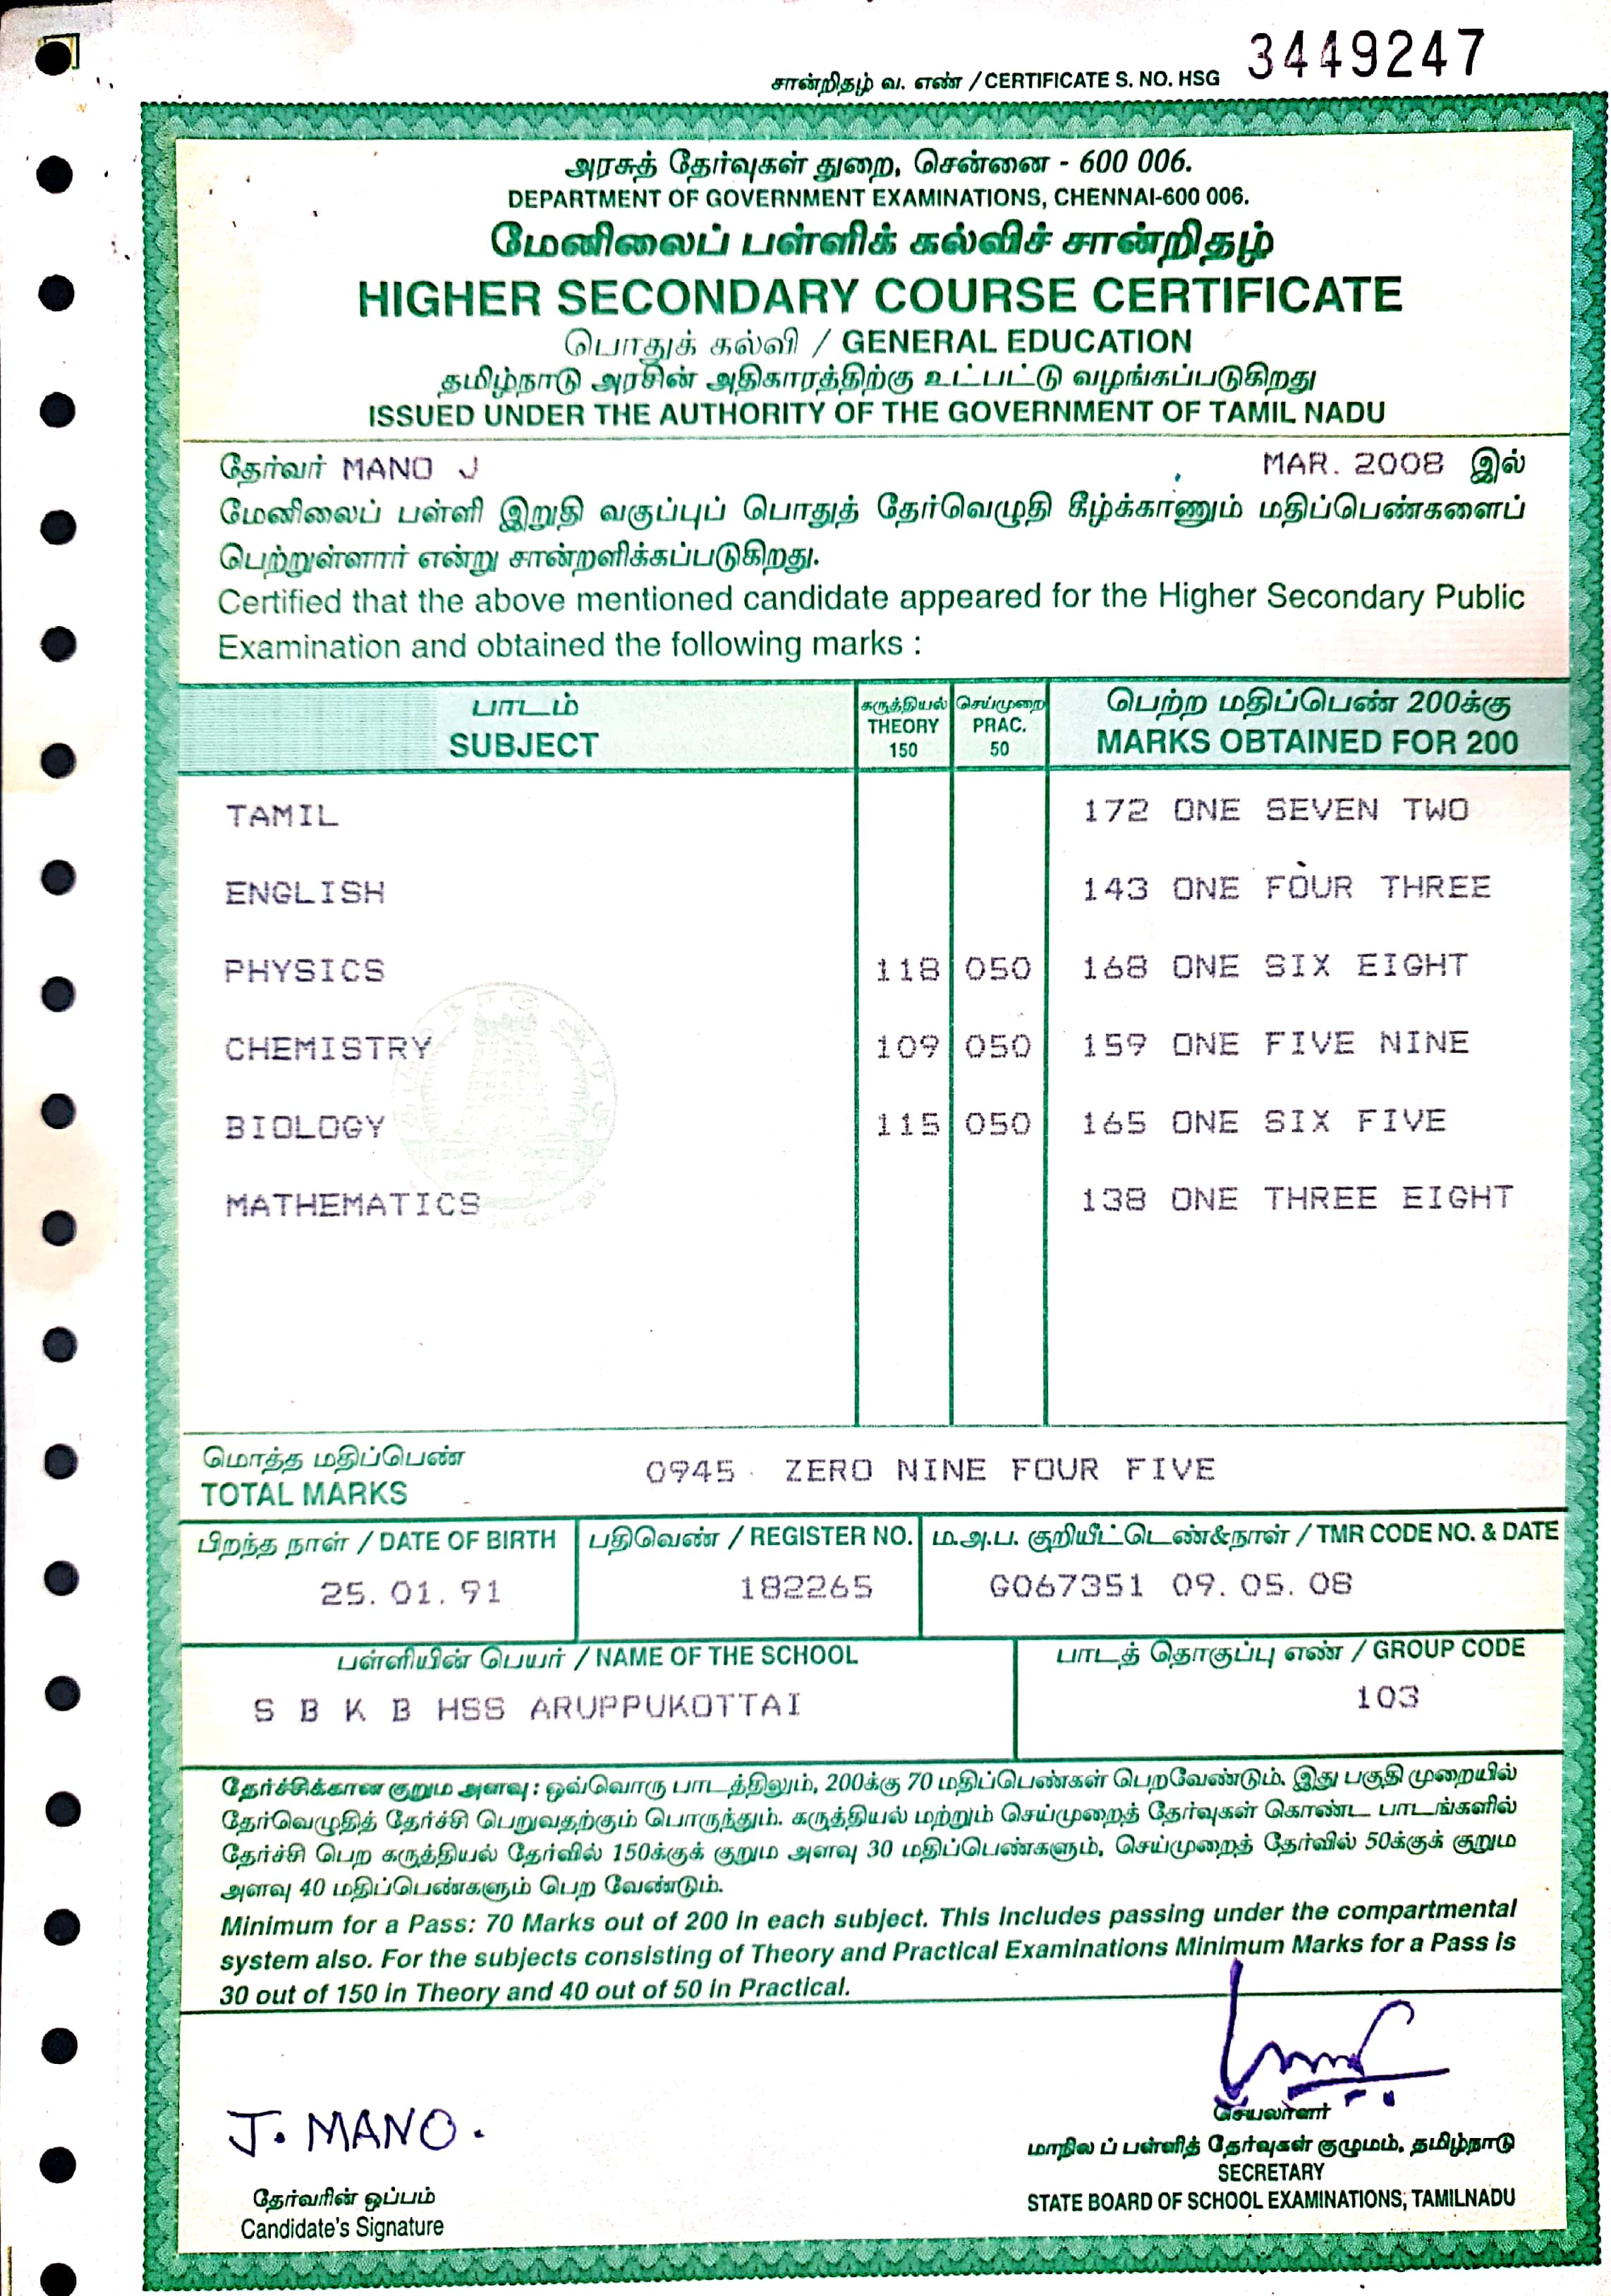 சான்றிதழ் வ. எண் / CERTIFICATE S. NO. HSG 3449247
அரசுத் தேர்வுகள் துறை, சென்னை - 600 006.
DEPARTMENT OF GOVERNMENT EXAMINATIONS, CHENNAI-600 006.
மேனிலைப் பள்ளிக் கல்விச் சான்றிதழ்
HIGHER SECONDARY COURSE CERTIFICATE
பொதுக் கல்வி / GENERAL EDUCATION
தமிழ்நாடு அரசின் அதிகாரத்திற்கு உட்பட்டு வழங்கப்படுகிறது
ISSUED UNDER THE AUTHORITY OF THE GOVERNMENT OF TAMIL NADU
தேர்வர் MANO J MAR. 2008 இல்
மேனிலைப் பள்ளி இறுதி வகுப்புப் பொதுத் தேர்வெழுதி கீழ்க்காணும் மதிப்பெண்களைப்
பெற்றுள்ளார் என்று சான்றளிக்கப்படுகிறது.
Certified that the above mentioned candidate appeared for the Higher Secondary Public
Examination and obtained the following marks :
பாடம் கருத்தியல் செய்முறை பெற்ற மதிப்பெண் 200க்கு
SUBJECT THEORY PRAC. MARKS OBTAINED FOR 200
150 50
TAMIL 172 ONE SEVEN TWO
ENGLISH 143 ONE FOUR THREE
PHYSICS 118 050 168 ONE SIX EIGHT
CHEMISTRY 109 050 159 ONE FIVE NINE
BIOLOGY 115 050 165 ONE SIX FIVE
MATHEMATICS 138 ONE THREE EIGHT
மொத்த மதிப்பெண்
TOTAL MARKS 0945 ZERO NINE FOUR FIVE
பிறந்த நாள் / DATE OF BIRTH பதிவெண் / REGISTER NO. ம.அ.ப. குறியீட்டெண்&நாள் / TMR CODE NO. & DATE
25. 01. 91 182265 G067351 09. 05. 08
பள்ளியின் பெயர் / NAME OF THE SCHOOL பாடத் தொகுப்பு எண் / GROUP CODE
S B K B HSS ARUPPUKOTTAI 103
தேர்ச்சிக்கான குறும அளவு : ஒவ்வொரு பாடத்திலும், 200க்கு 70 மதிப்பெண்கள் பெறவேண்டும். இது பகுதி முறையில்
தேர்வெழுதித் தேர்ச்சி பெறுவதற்கும் பொருந்தும். கருத்தியல் மற்றும் செய்முறைத் தேர்வுகள் கொண்ட பாடங்களில்
தேர்ச்சி பெற கருத்தியல் தேர்வில் 150க்குக் குறும அளவு 30 மதிப்பெண்களும், செய்முறைத் தேர்வில் 50க்குக் குறும
அளவு 40 மதிப்பெண்களும் பெற வேண்டும்.
Minimum for a Pass: 70 Marks out of 200 in each subject. This includes passing under the compartmental
system also. For the subjects consisting of Theory and Practical Examinations Minimum Marks for a Pass is
30 out of 150 in Theory and 40 out of 50 in Practical.
J. MANO.
தேர்வரின் ஒப்பம்
Candidate's Signature
செயலாளர்
மாநிலப் பள்ளித் தேர்வுகள் குழுமம், தமிழ்நாடு
SECRETARY
STATE BOARD OF SCHOOL EXAMINATIONS, TAMILNADU